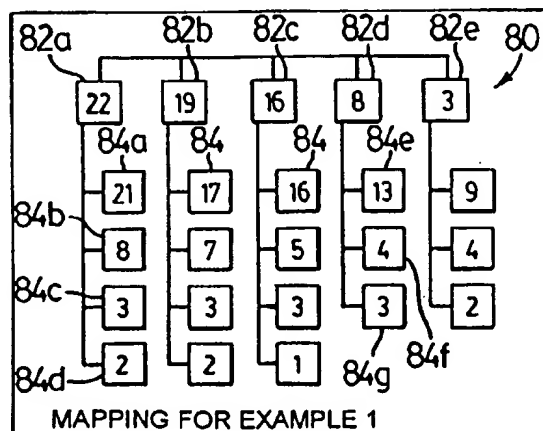 82a 82b 82c 82d 82e 80
22 19 16 8 3
84a 84 84 84e
21 17 16 13 9
84b
8 7 5 4 4
84c
3 3 3 3 2
84f
84d 2 2 1 84g
MAPPING FOR EXAMPLE 1